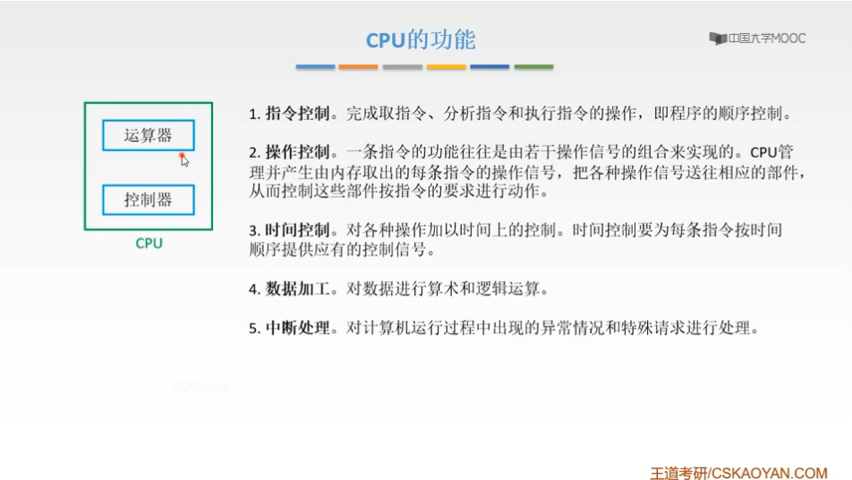 CPU的功能
中国大学MOOC
运算器
控制器
CPU
1. 指令控制。完成取指令、分析指令和执行指令的操作，即程序的顺序控制。
2. 操作控制。一条指令的功能往往是由若干操作信号的组合来实现的。CPU管
理并产生由内存取出的每条指令的操作信号，把各种操作信号送往相应的部件，
从而控制这些部件按指令的要求进行动作。
3. 时间控制。对各种操作加以时间上的控制。时间控制要为每条指令按时间
顺序提供应有的控制信号。
4. 数据加工。对数据进行算术和逻辑运算。
5. 中断处理。对计算机运行过程中出现的异常情况和特殊请求进行处理。
王道考研/CSKAOYAN.COM